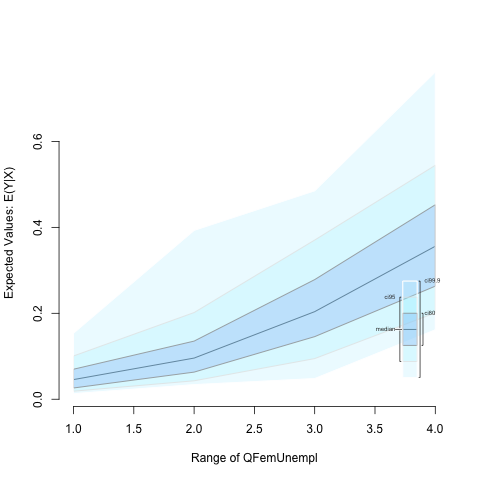 Expected Values: E(Y|X)
0.6
0.4
0.2
0.0
ci95
ci99.9
ci80
median
1.0 1.5 2.0 2.5 3.0 3.5 4.0
Range of QFemUnempl